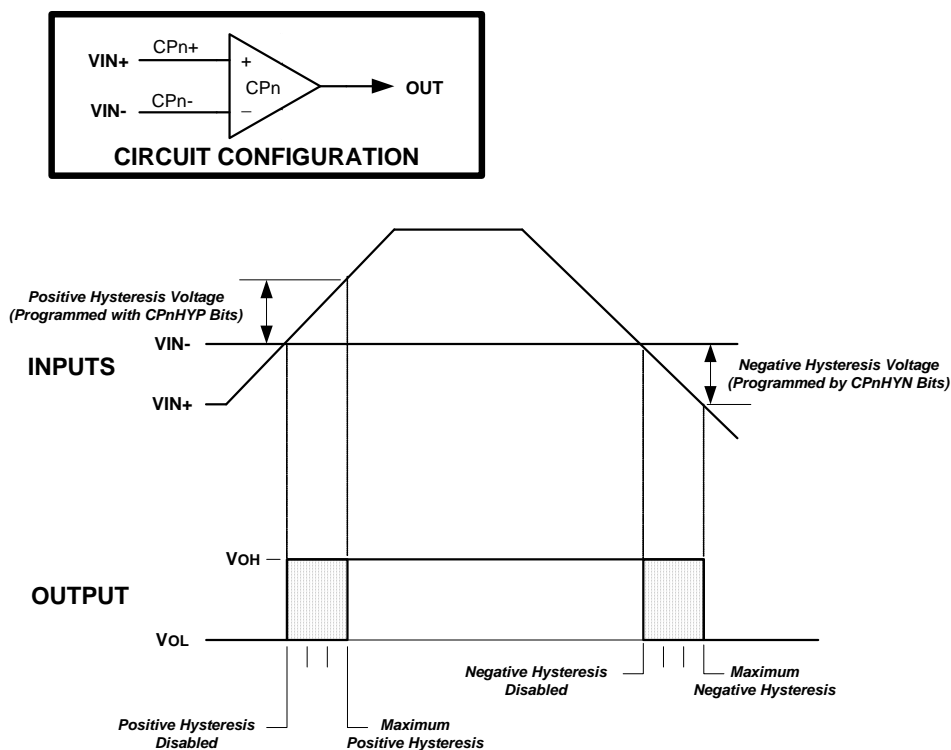 CPn+
VIN+
+
CPn
OUT
CPn-
VIN-
–
CIRCUIT CONFIGURATION
Positive Hysteresis Voltage
(Programmed with CPnHYP Bits)
VIN-
INPUTS
Negative Hysteresis Voltage
(Programmed by CPnHYN Bits)
VIN+
VOH
OUTPUT
VOL
Negative Hysteresis
Disabled
Maximum
Negative Hysteresis
Positive Hysteresis
Disabled
Maximum
Positive Hysteresis